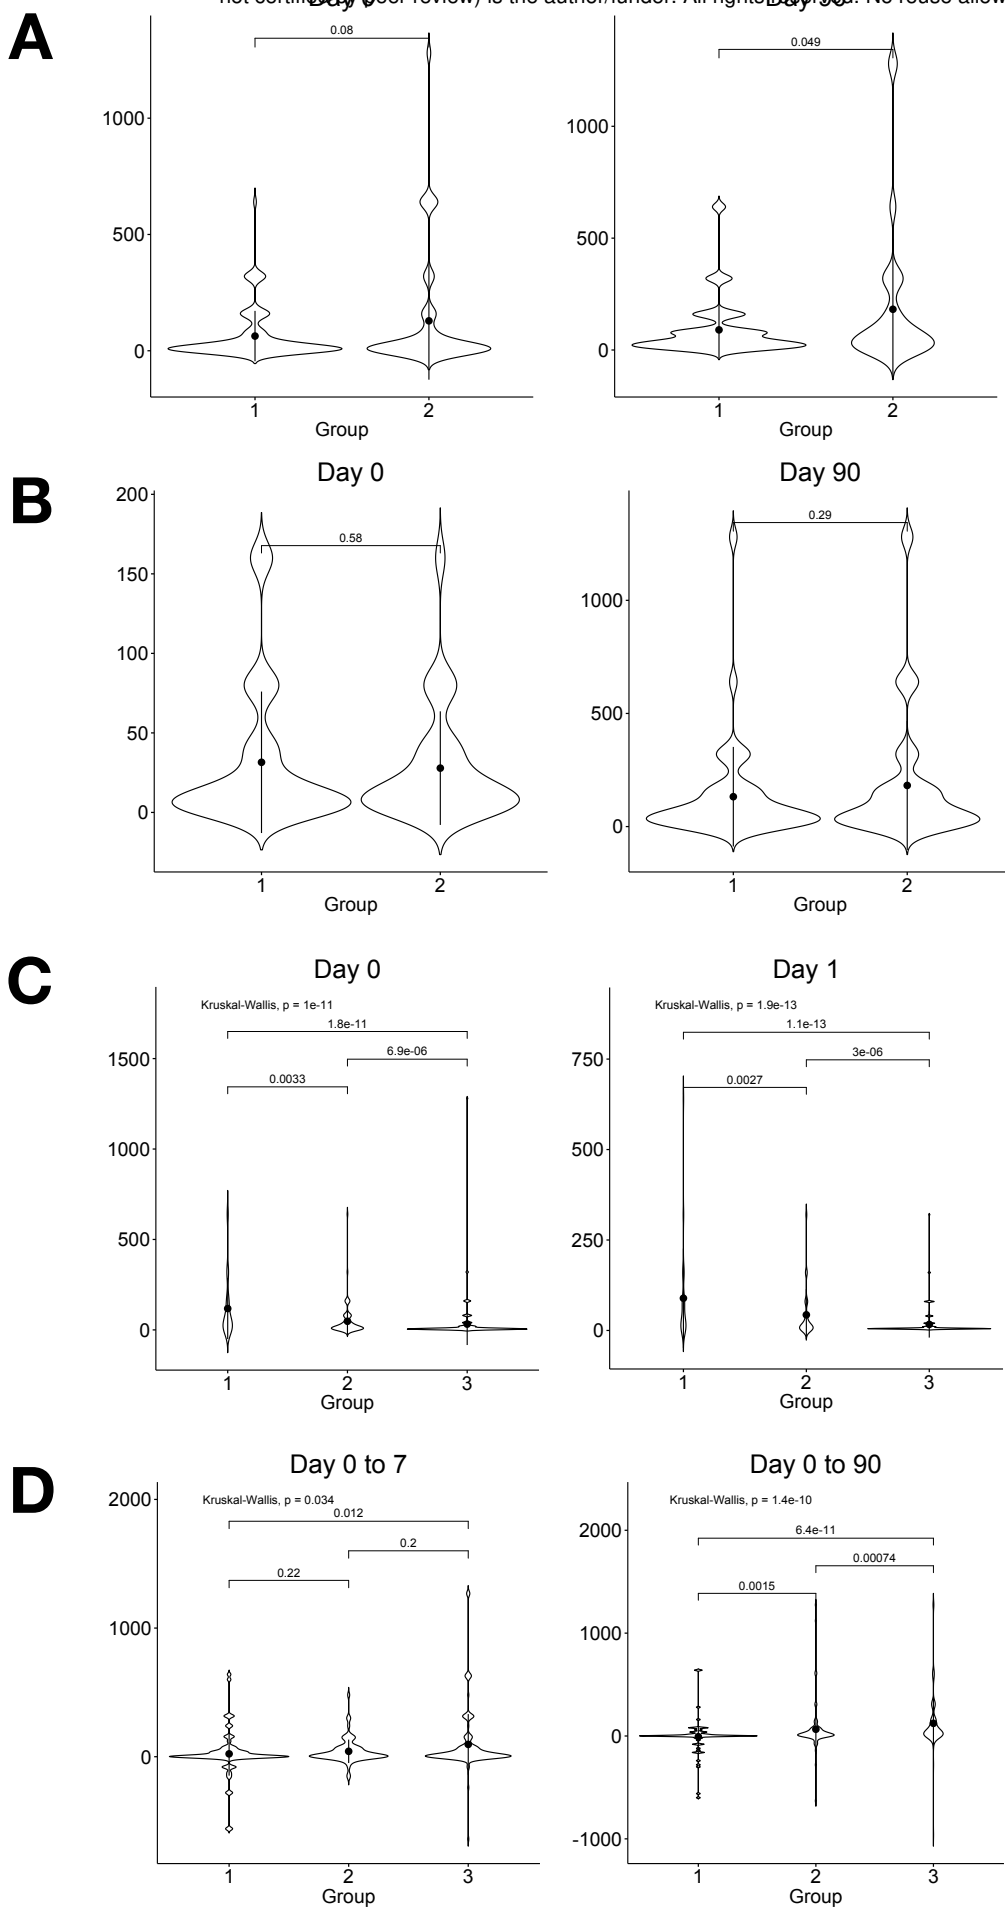 not certified by peer review) is the author/funder. All rights reserved. No reuse allow
A
Day 0
Day 90
0.08
0.049
1000
500
0
1000
500
0
1
2
1
2
Group
Group
B
Day 0
Day 90
200
150
100
50
0
0.58
1000
500
0
0.29
1
2
1
2
Group
Group
C
Day 0
Day 1
Kruskal-Wallis, p = 1e-11
1.8e-11
6.9e-06
0.0033
1500
1000
500
0
Kruskal-Wallis, p = 1.9e-13
1.1e-13
3e-06
0.0027
750
500
250
0
1
2
3
1
2
3
Group
Group
D
Day 0 to 7
Day 0 to 90
Kruskal-Wallis, p = 0.034
0.012
0.2
0.22
2000
1000
0
Kruskal-Wallis, p = 1.4e-10
6.4e-11
0.00074
0.0015
2000
1000
0
-1000
1
2
3
1
2
3
Group
Group